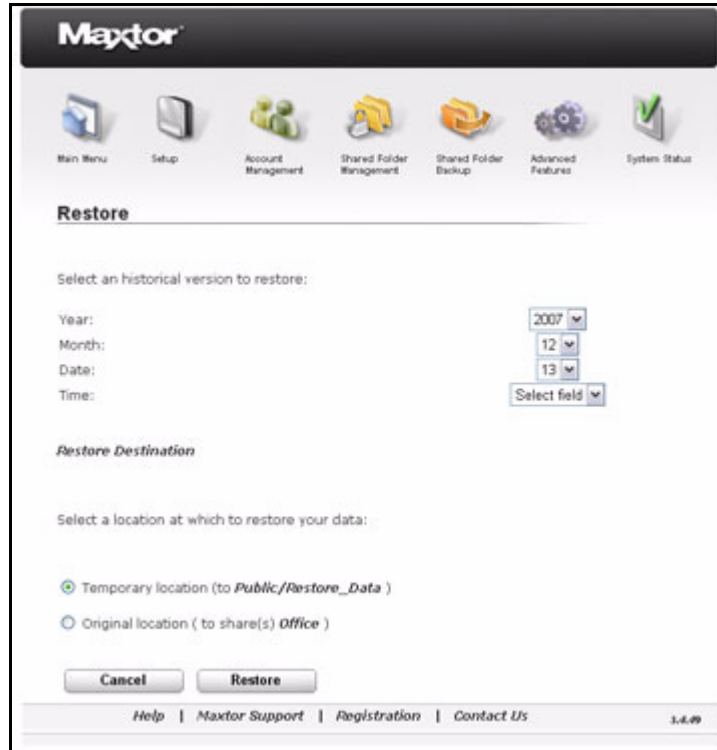 Maxtor
Main Menu
Setup
Account Management
Shared Folder Management
Shared Folder Backup
Advanced Features
System Status
Restore
Select an historical version to restore:
Year: 2007
Month: 12
Date: 13
Time: Select field
Restore Destination
Select a location at which to restore your data:
Temporary location (to Public/Restore_Data )
Original location ( to share(s) Office )
Cancel Restore
Help | Maxtor Support | Registration | Contact Us